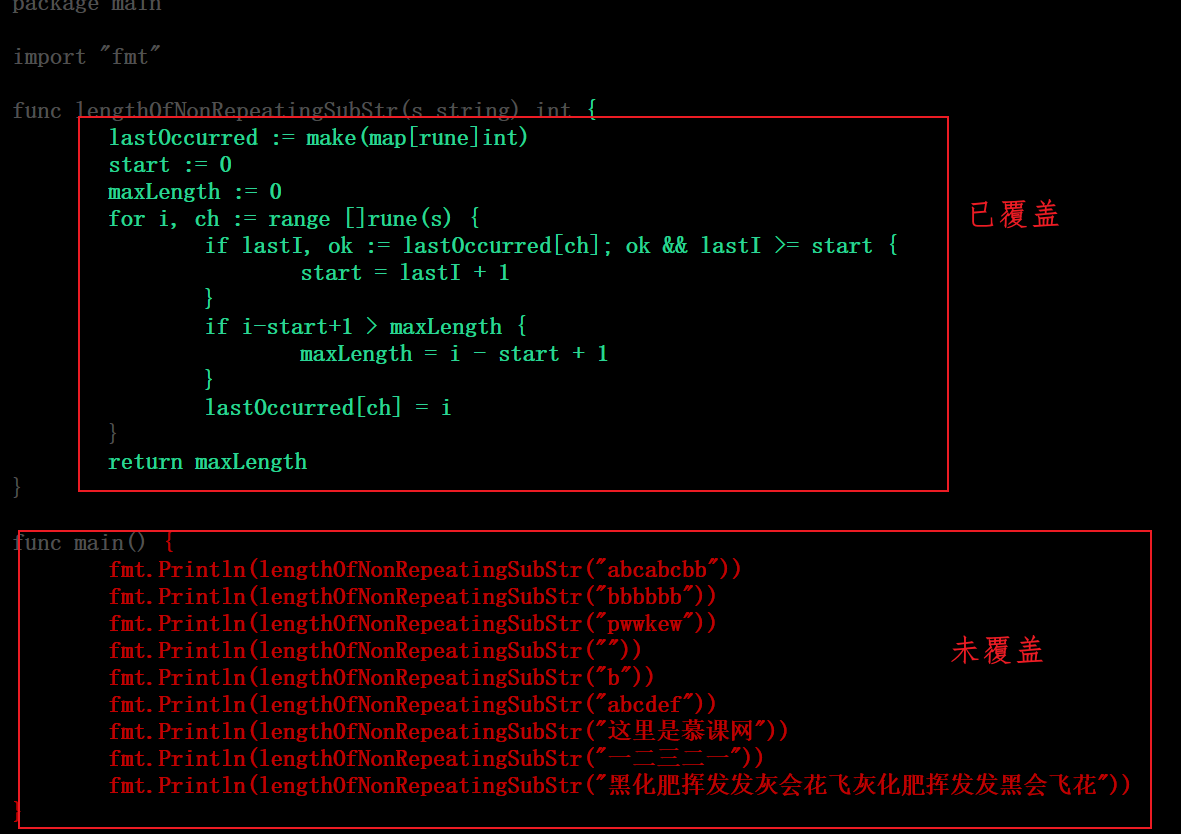 package main
import "fmt"
func lengthOfNonRepeatingSubStr(s string) int {
lastOccurred := make(map[rune]int)
start := 0
maxLength := 0
for i, ch := range []rune(s) {
if lastI, ok := lastOccurred[ch]; ok && lastI >= start {
start = lastI + 1
}
if i-start+1 > maxLength {
maxLength = i - start + 1
}
lastOccurred[ch] = i
}
return maxLength
}
已覆盖
func main() {
fmt.Println(lengthOfNonRepeatingSubStr("abcabcbb"))
fmt.Println(lengthOfNonRepeatingSubStr("bbbbbb"))
fmt.Println(lengthOfNonRepeatingSubStr("pwwkew"))
fmt.Println(lengthOfNonRepeatingSubStr(""))
fmt.Println(lengthOfNonRepeatingSubStr("b"))
fmt.Println(lengthOfNonRepeatingSubStr("abcdef"))
fmt.Println(lengthOfNonRepeatingSubStr("这里是慕课网"))
fmt.Println(lengthOfNonRepeatingSubStr("一二三二一"))
fmt.Println(lengthOfNonRepeatingSubStr("黑化肥挥发发灰会花飞灰化肥挥发发黑会飞花"))
}
未覆盖